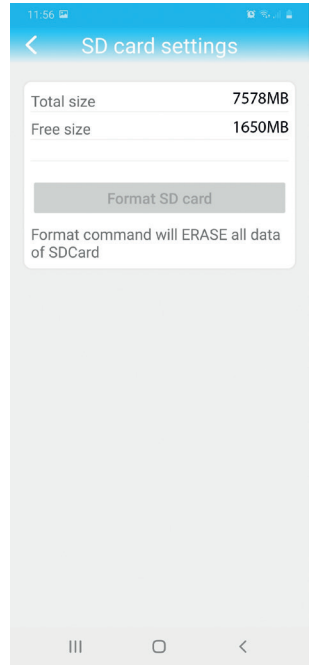 11:56
SD card settings
Total size 7578MB
Free size 1650MB
Format SD card
Format command will ERASE all data
of SDCard